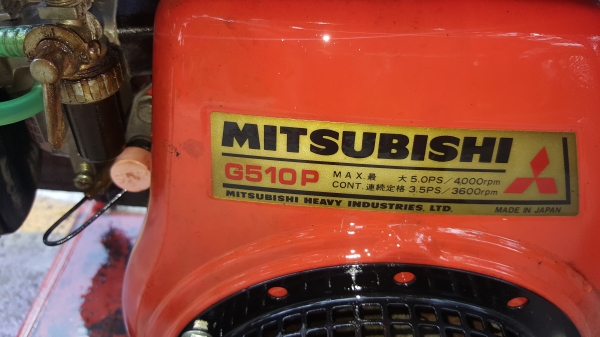 MITSUBISHI
G510P
MAX.最 大 5.0PS/4000rpm
CONT.連続定格 3.5PS/3600rpm
MITSUBISHI HEAVY INDUSTRIES, LTD.
MADE IN JAPAN